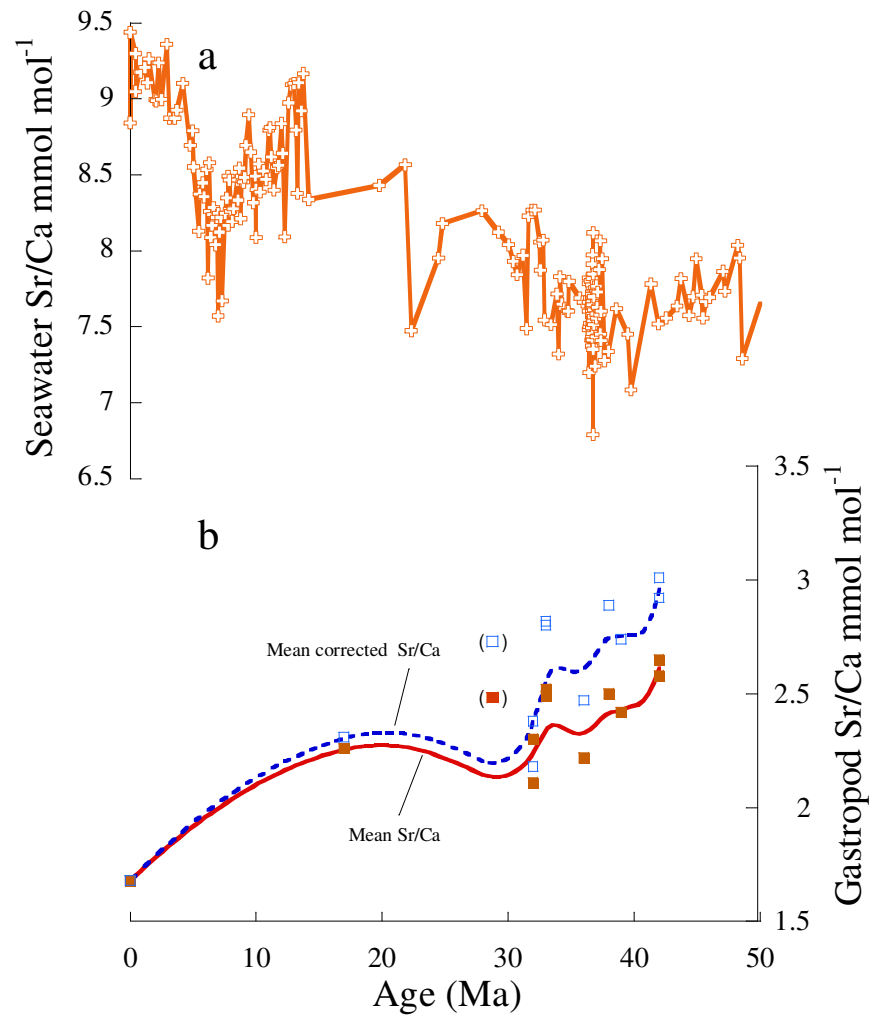 a
9.5
9
8.5
8
7.5
7
6.5
Seawater Sr/Ca mmol mol⁻¹
b
3.5
3
2.5
2
1.5
Gastropod Sr/Ca mmol mol⁻¹
Mean corrected Sr/Ca
( )
( )
Mean Sr/Ca
0 10 20 30 40 50
Age (Ma)